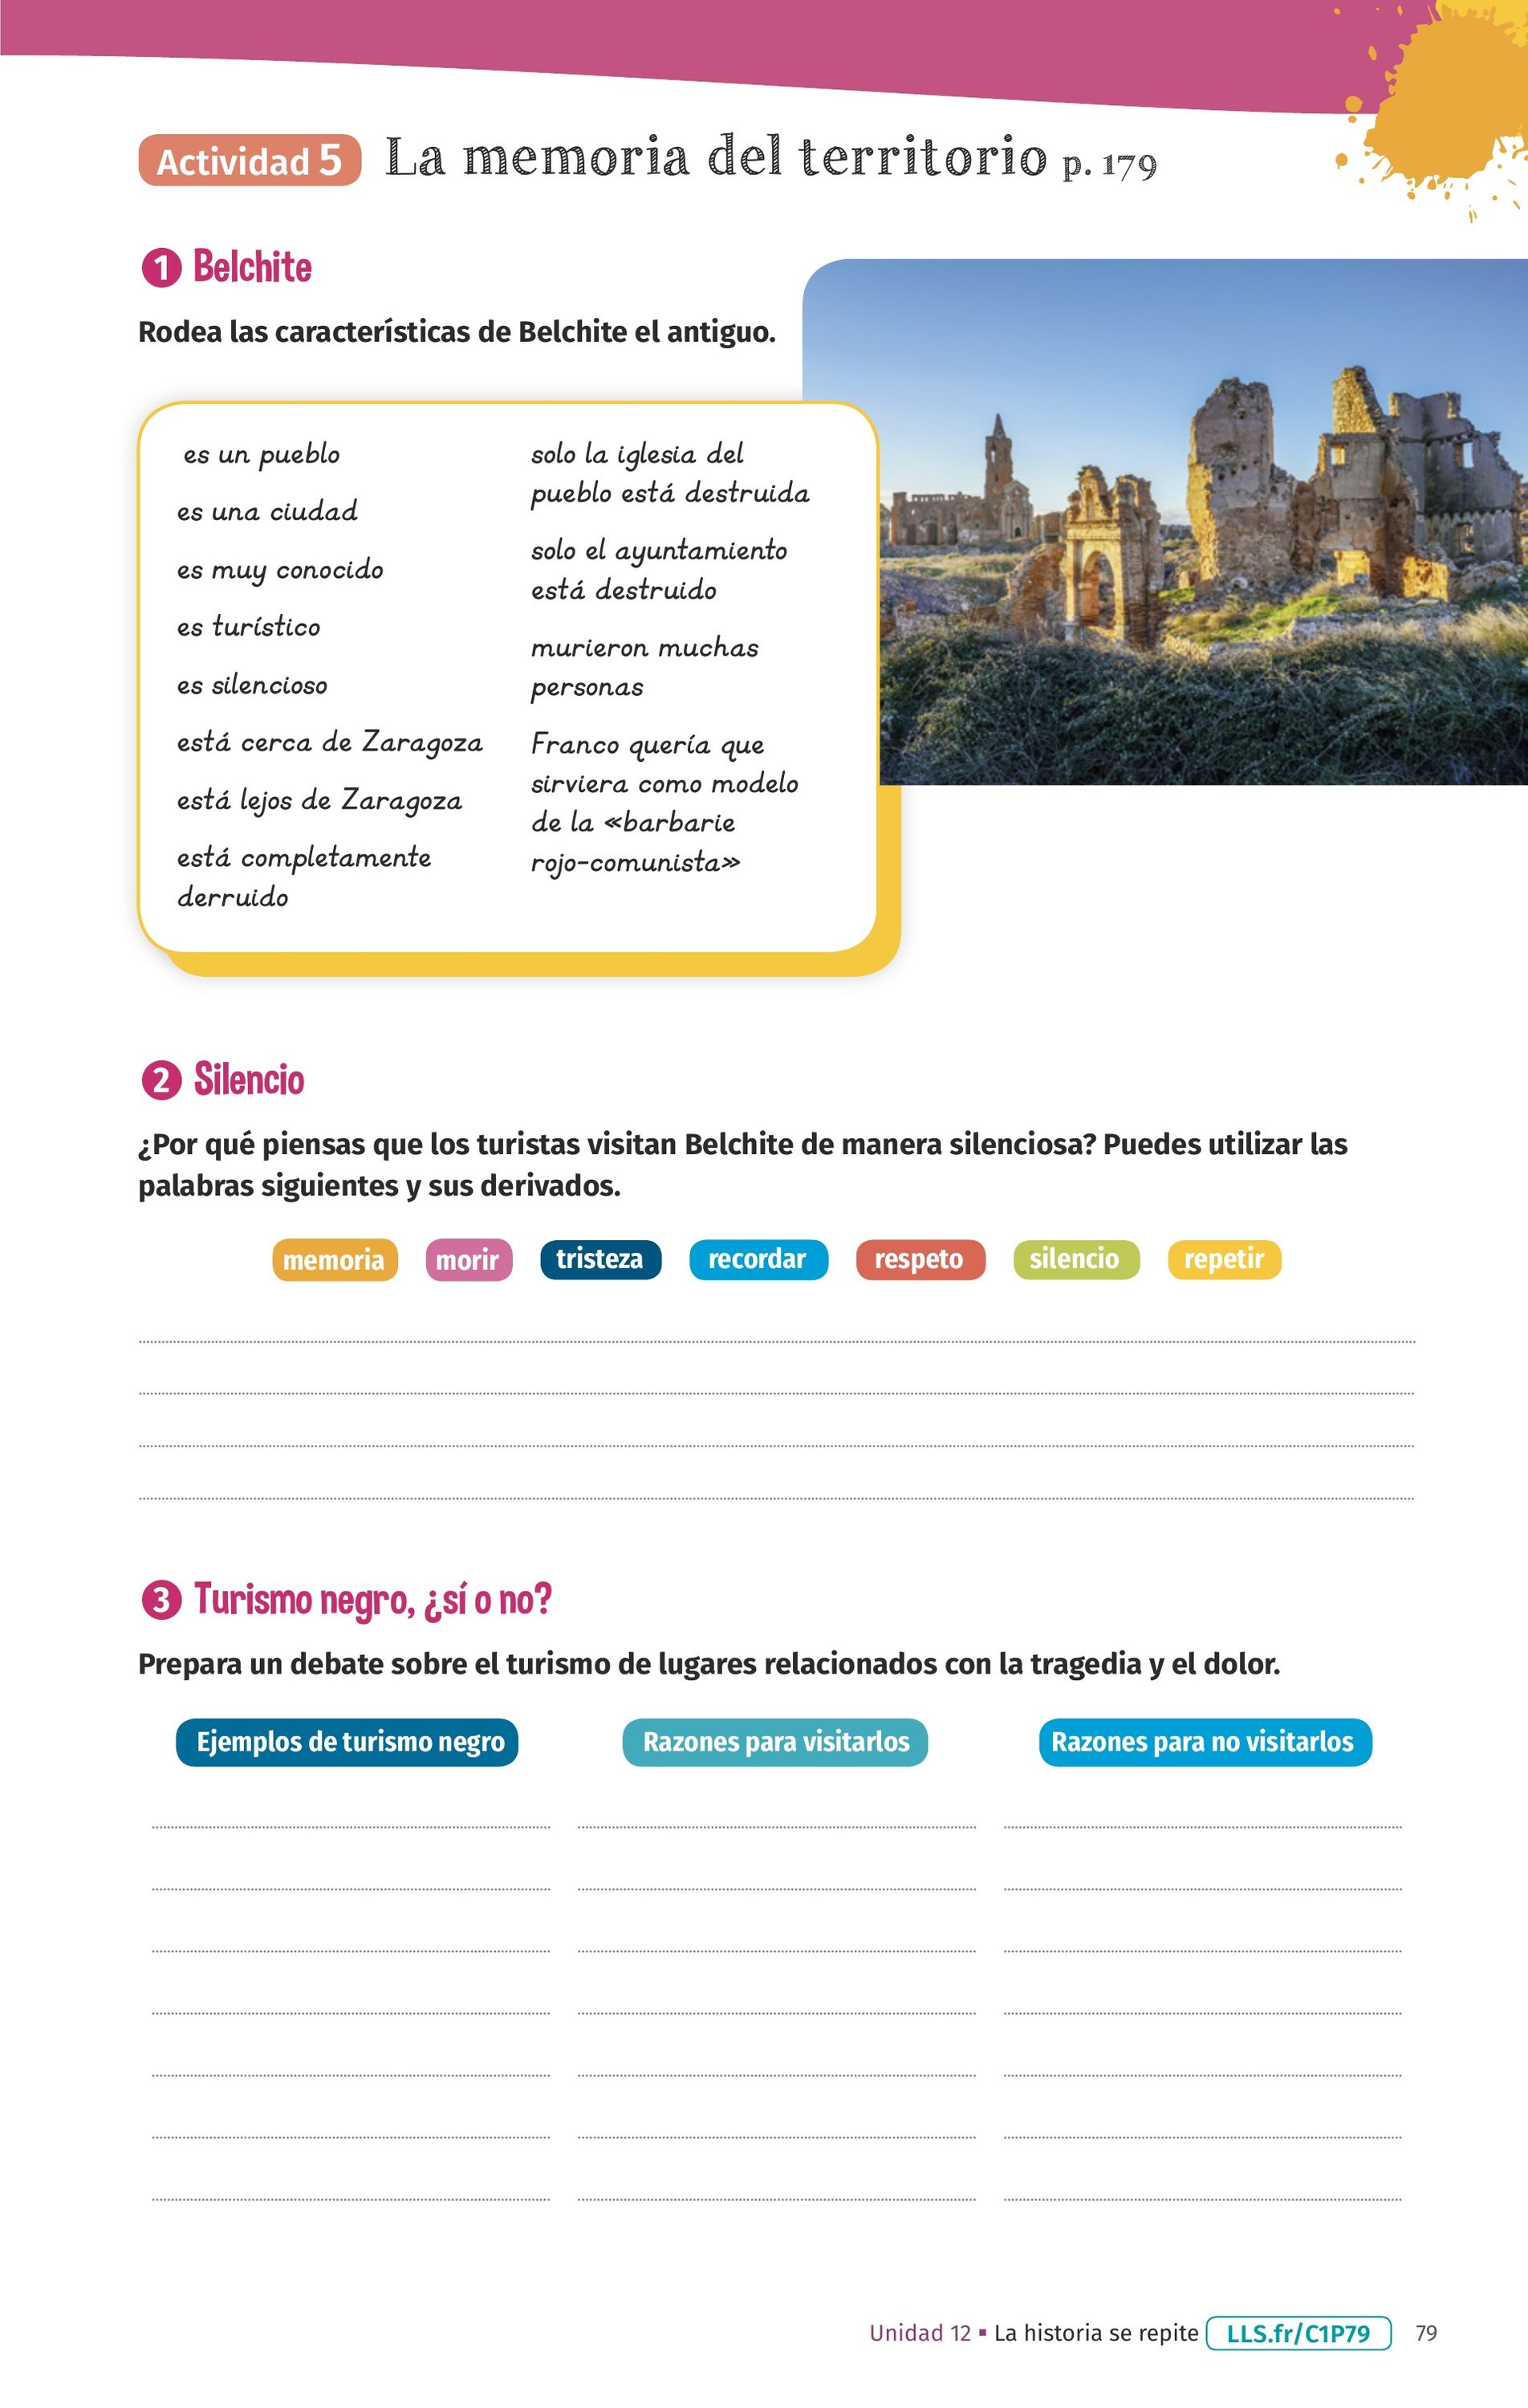 Actividad 5 La memoria del territorio p. 179
1 Belchite
Rodea las características de Belchite el antiguo.
es un pueblo
es una ciudad
es muy conocido
es turístico
es silencioso
está cerca de Zaragoza
está lejos de Zaragoza
está completamente
derruido
solo la iglesia del
pueblo está destruida
solo el ayuntamiento
está destruido
murieron muchas
personas
Franco quería que
sirviera como modelo
de la «barbarie
rojo-comunista»
2 Silencio
¿Por qué piensas que los turistas visitan Belchite de manera silenciosa? Puedes utilizar las
palabras siguientes y sus derivados.
memoria morir tristeza recordar respeto silencio repetir
3 Turismo negro, ¿sí o no?
Prepara un debate sobre el turismo de lugares relacionados con la tragedia y el dolor.
Ejemplos de turismo negro Razones para visitarlos Razones para no visitarlos
Unidad 12 ▪ La historia se repite LLS.fr/C1P79 79